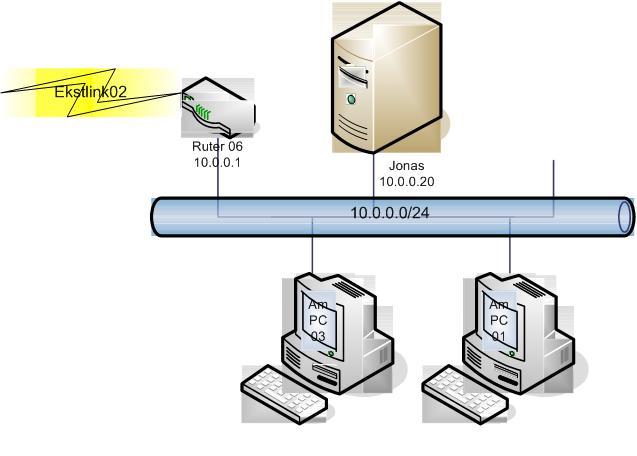 Ekstlink02
Ruter 06
10.0.0.1
Jonas
10.0.0.20
10.0.0.0/24
Am
PC
03
Am
PC
01